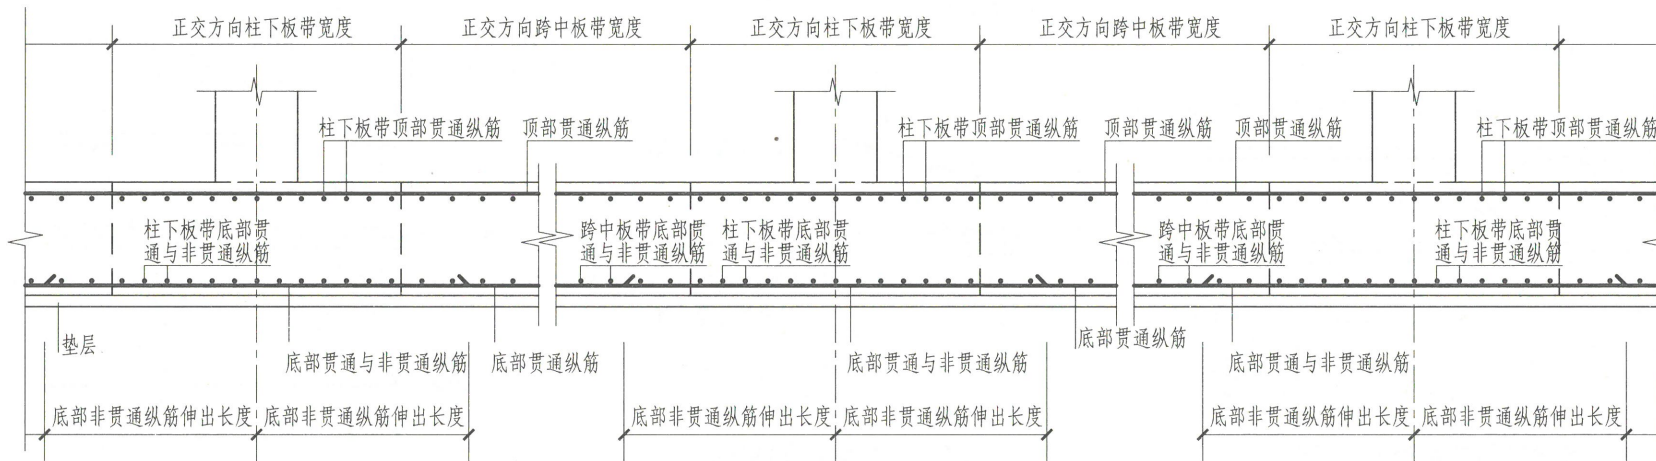 正交方向柱下板带宽度
正交方向跨中板带宽度
正交方向柱下板带宽度
正交方向跨中板带宽度
正交方向柱下板带宽度
柱下板带顶部贯通纵筋
顶部贯通纵筋
柱下板带顶部贯通纵筋
顶部贯通纵筋
顶部贯通纵筋
柱下板带顶部贯通纵筋
柱下板带底部贯
通与非贯通纵筋
跨中板带底部贯
通与非贯通纵筋
柱下板带底部贯
通与非贯通纵筋
跨中板带底部贯
通与非贯通纵筋
柱下板带底部贯
通与非贯通纵筋
垫层
底部贯通与非贯通纵筋
底部贯通纵筋
底部贯通与非贯通纵筋
底部贯通纵筋
底部贯通与非贯通纵筋
底部非贯通纵筋伸出长度
底部非贯通纵筋伸出长度
底部非贯通纵筋伸出长度
底部非贯通纵筋伸出长度
底部非贯通纵筋伸出长度
底部非贯通纵筋伸出长度